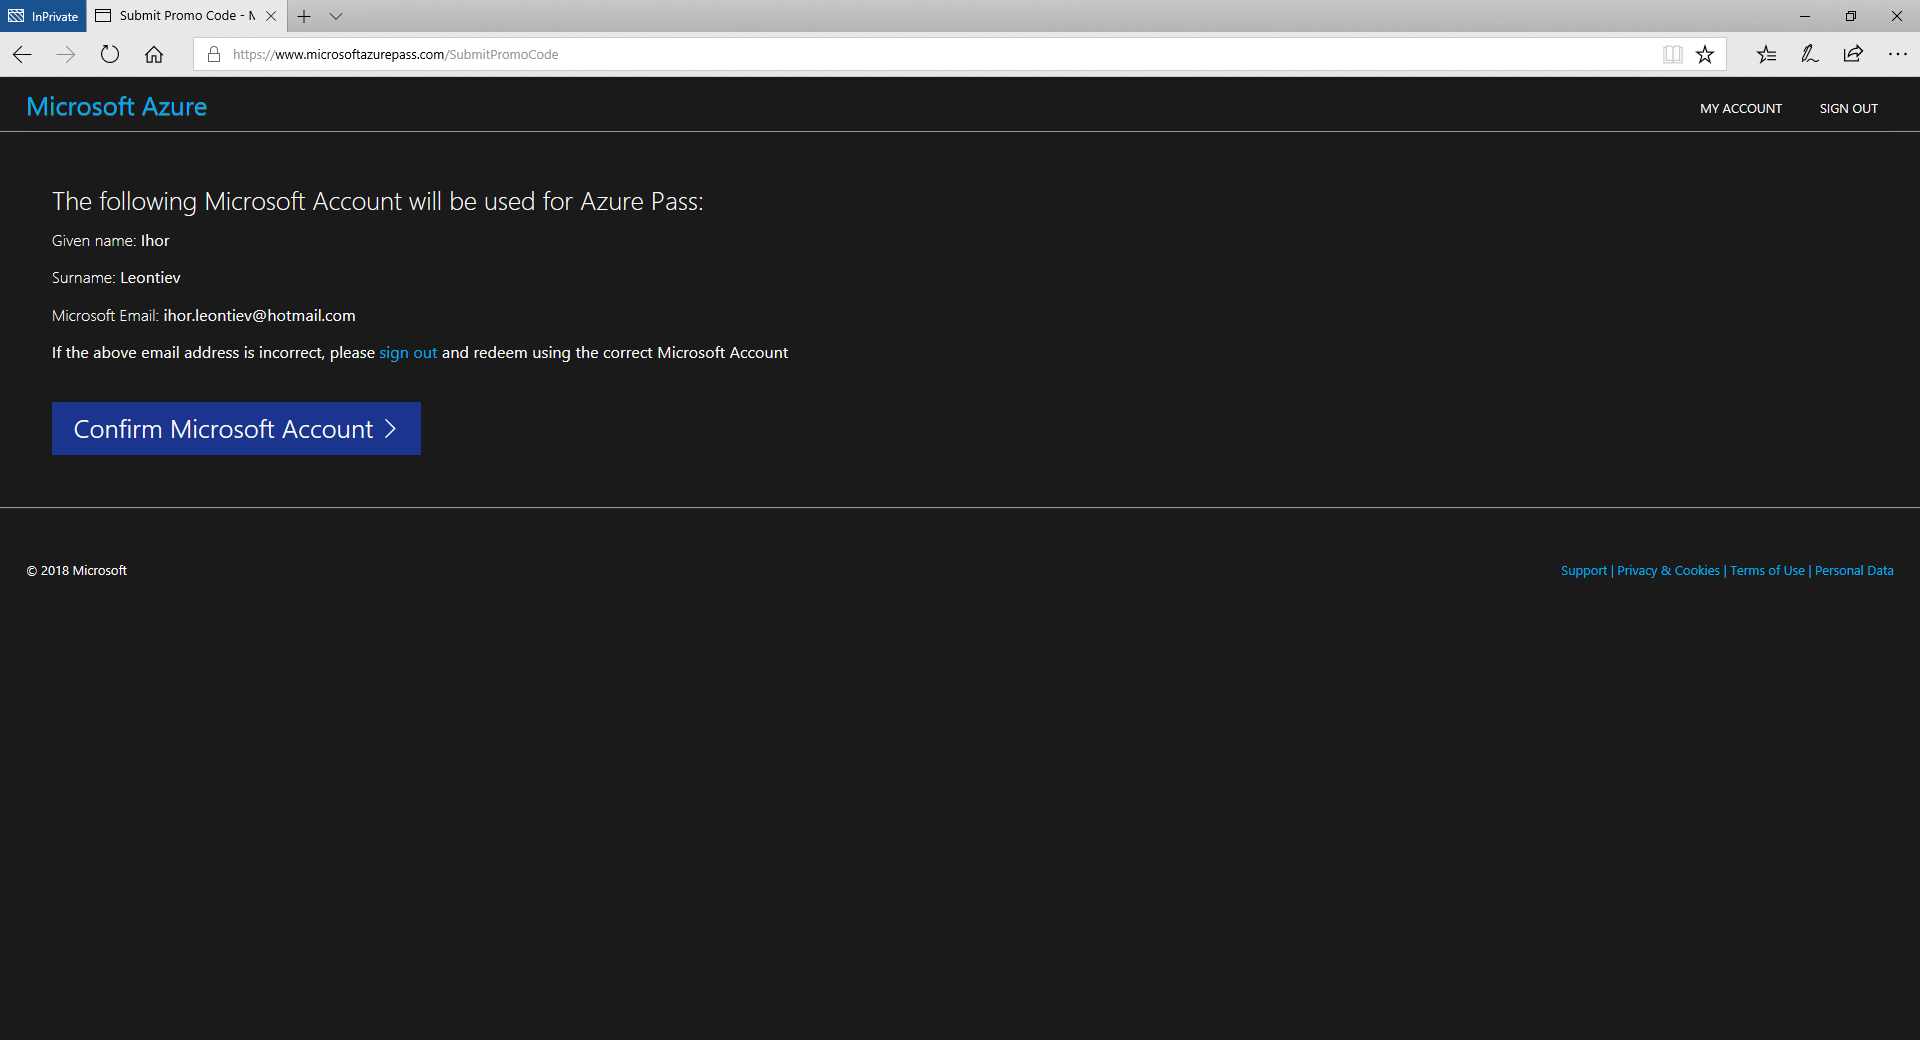 InPrivate
Submit Promo Code - M
https://www.microsoftazurepass.com/SubmitPromoCode
Microsoft Azure
MY ACCOUNT
SIGN OUT
The following Microsoft Account will be used for Azure Pass:
Given name: Ihor
Surname: Leontiev
Microsoft Email: ihor.leontiev@hotmail.com
If the above email address is incorrect, please sign out and redeem using the correct Microsoft Account
Confirm Microsoft Account
© 2018 Microsoft
Support | Privacy & Cookies | Terms of Use | Personal Data